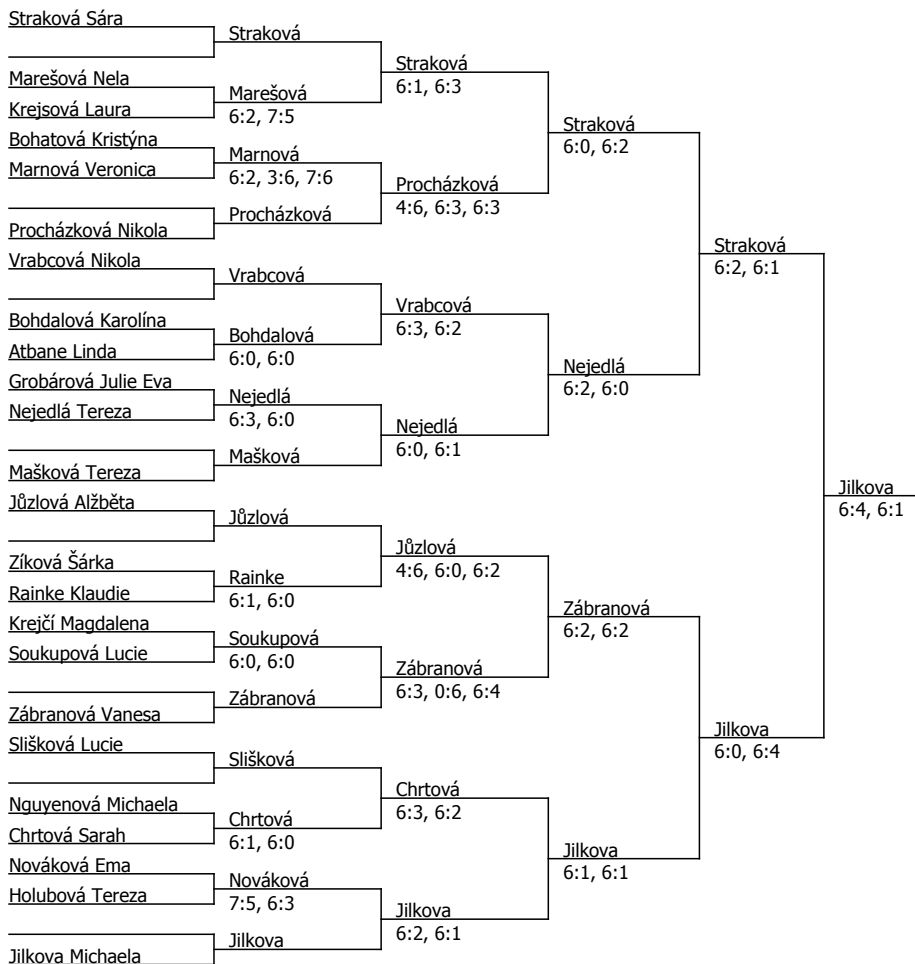 Straková Sára
Straková
Straková
6:1, 6:3
Marešová Nela
Marešová
6:2, 7:5
Krejsová Laura
Straková
6:0, 6:2
Bohatová Kristýna
Marnová
6:2, 3:6, 7:6
Marnová Veronica
Procházková
4:6, 6:3, 6:3
Procházková
Procházková Nikola
Straková
6:2, 6:1
Vrabcová Nikola
Vrabcová
Vrabcová
6:3, 6:2
Bohdalová Karolína
Bohdalová
6:0, 6:0
Atbane Linda
Nejedlá
6:2, 6:0
Grobárová Julie Eva
Nejedlá
6:3, 6:0
Nejedlá Tereza
Nejedlá
6:0, 6:1
Mašková
Mašková Tereza
Jilkova
6:4, 6:1
Jůzlová Alžběta
Jůzlová
Jůzlová
4:6, 6:0, 6:2
Zíková Šárka
Rainke
6:1, 6:0
Rainke Klaudie
Zábranová
6:2, 6:2
Krejčí Magdalena
Soukupová
6:0, 6:0
Soukupová Lucie
Zábranová
6:3, 0:6, 6:4
Zábranová
Zábranová Vanesa
Jilkova
6:0, 6:4
Slišková Lucie
Slišková
Chrtová
6:3, 6:2
Nguyenová Michaela
Chrtová
6:1, 6:0
Chrtová Sarah
Jilkova
6:1, 6:1
Nováková Ema
Nováková
7:5, 6:3
Holubová Tereza
Jilkova
6:2, 6:1
Jilkova
Jilkova Michaela